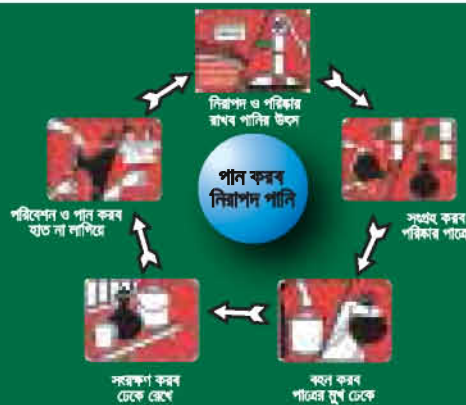 নিরাপদ ও পরিষ্কার
রাখব পানির উৎস
সংগ্রহ করব
পরিষ্কার পাত্রে
বহন করব
পাত্রের মুখ ঢেকে
সংরক্ষণ করব
ঢেকে রেখে
পরিবেশন ও পান করব
হাত না লাগিয়ে
পান করব
নিরাপদ পানি